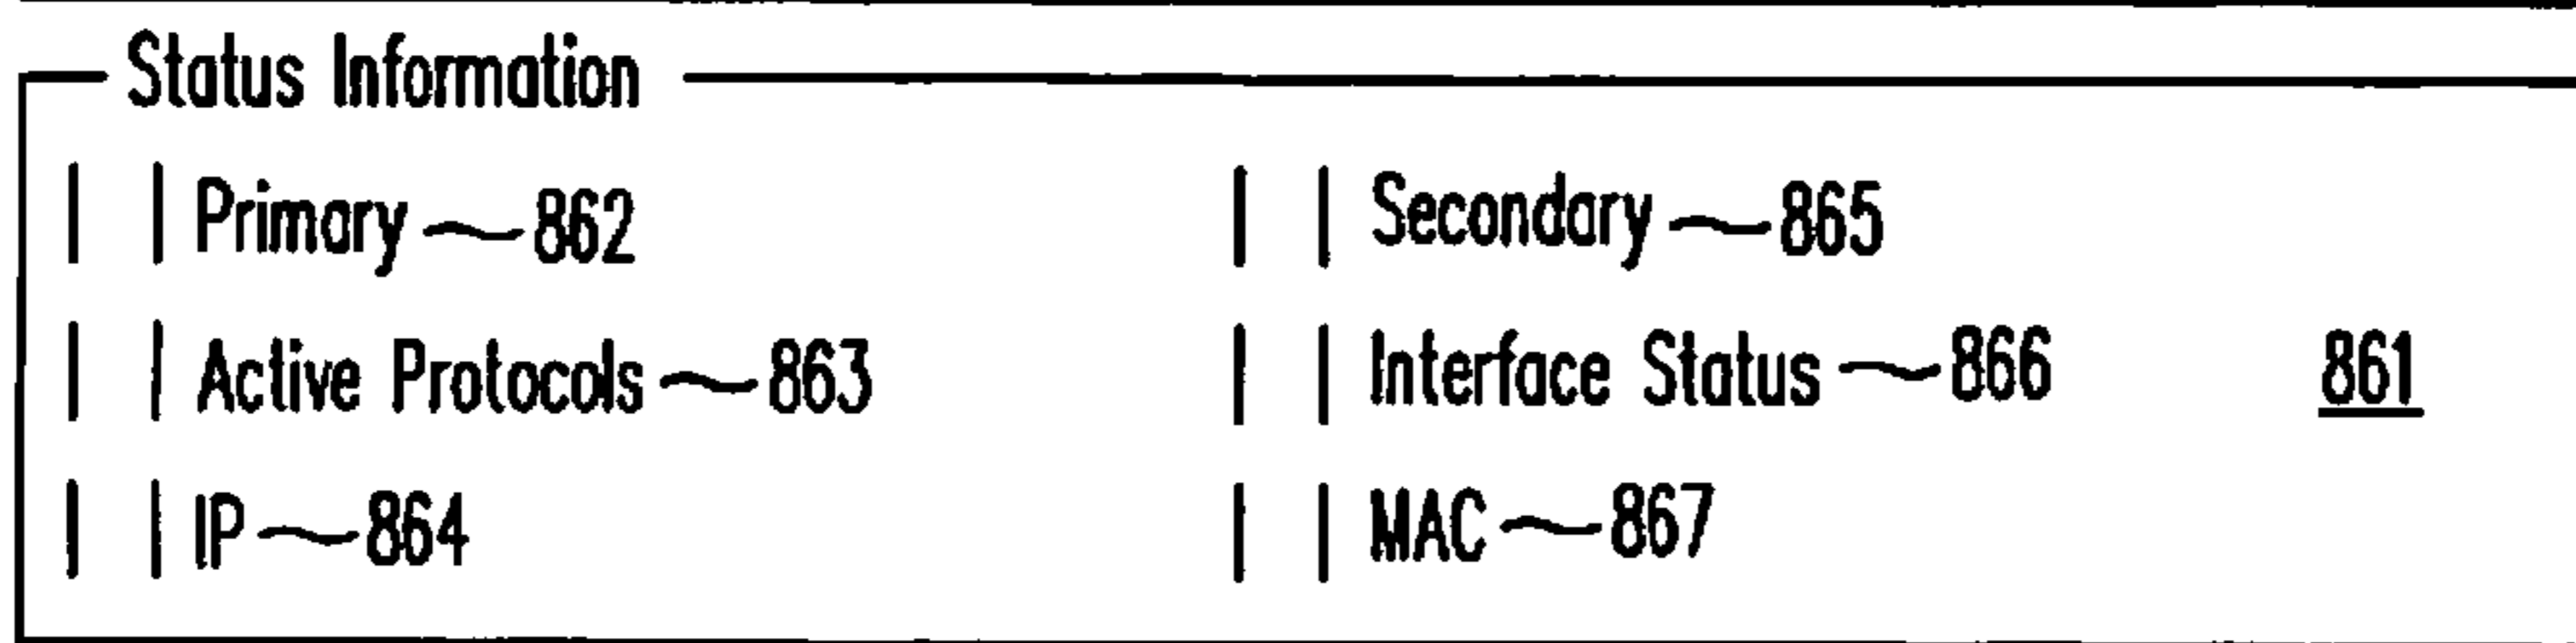 Status Information
| | Primary 862 | | Secondary 865
| | Active Protocols 863 | | Interface Status 866 861
| | IP 864 | | MAC 867